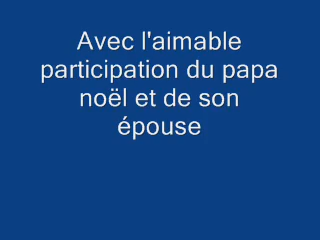 Avec l'aimable
participation du papa
noël et de son
épouse